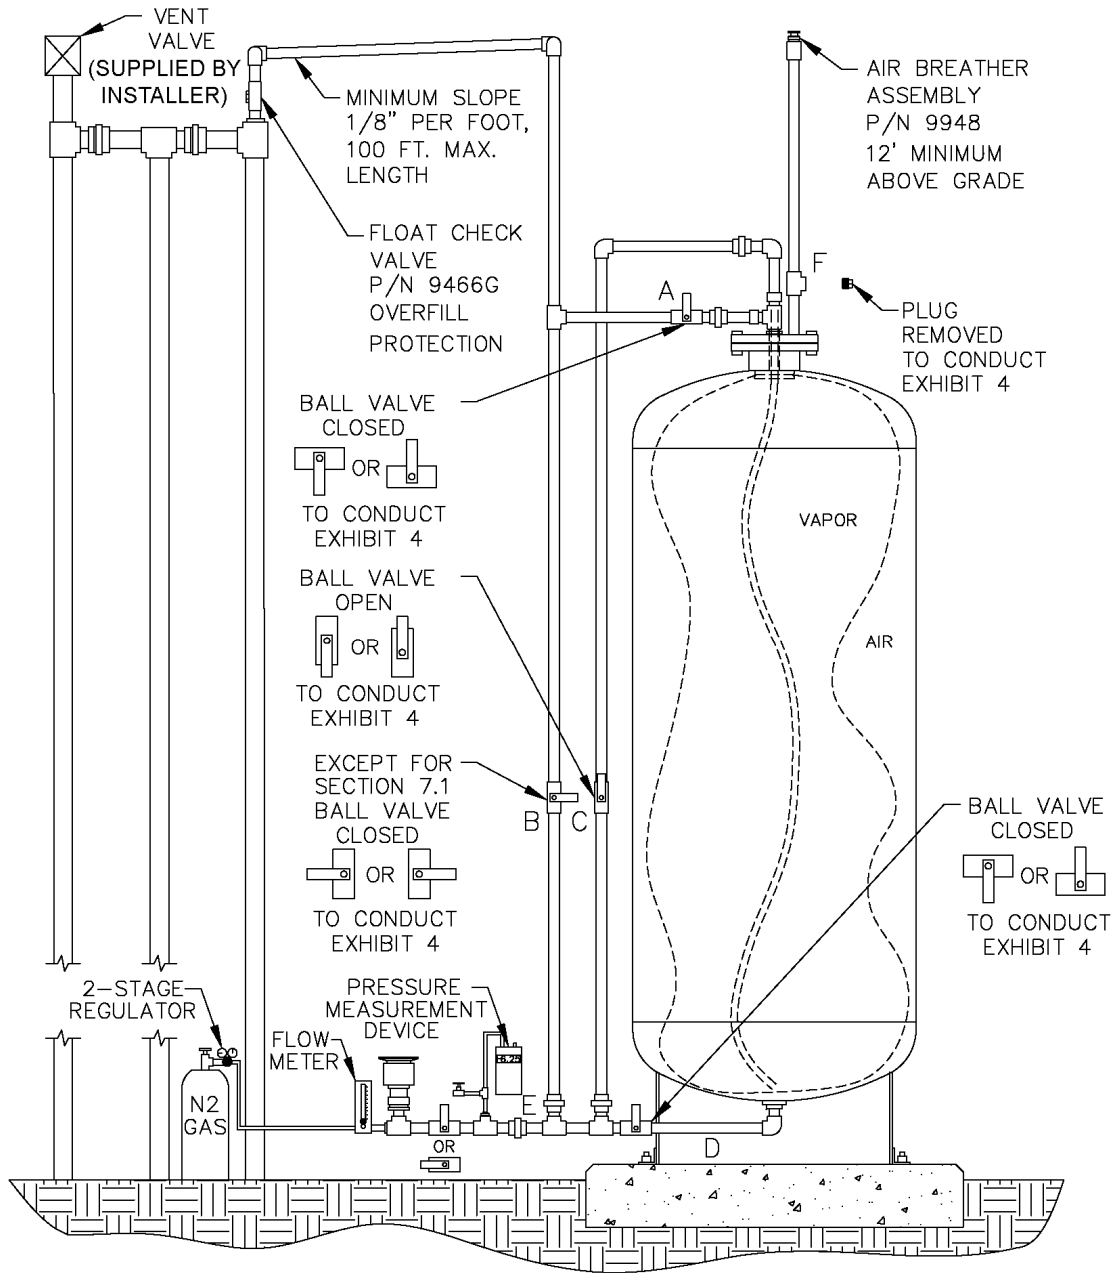 VENT
VALVE
(SUPPLIED BY
INSTALLER)
MINIMUM SLOPE
1/8" PER FOOT,
100 FT. MAX.
LENGTH
AIR BREATHER
ASSEMBLY
P/N 9948
12' MINIMUM
ABOVE GRADE
FLOAT CHECK
VALVE
P/N 9466G
OVERFILL
PROTECTION
A
F
PLUG
REMOVED
TO CONDUCT
EXHIBIT 4
BALL VALVE
CLOSED
OR
TO CONDUCT
EXHIBIT 4
VAPOR
AIR
BALL VALVE
OPEN
OR
TO CONDUCT
EXHIBIT 4
EXCEPT FOR
SECTION 7.1
BALL VALVE
CLOSED
OR
TO CONDUCT
EXHIBIT 4
B
C
BALL VALVE
CLOSED
OR
TO CONDUCT
EXHIBIT 4
2-STAGE
REGULATOR
PRESSURE
MEASUREMENT
DEVICE
FLOW
METER
N2
GAS
E
OR
D